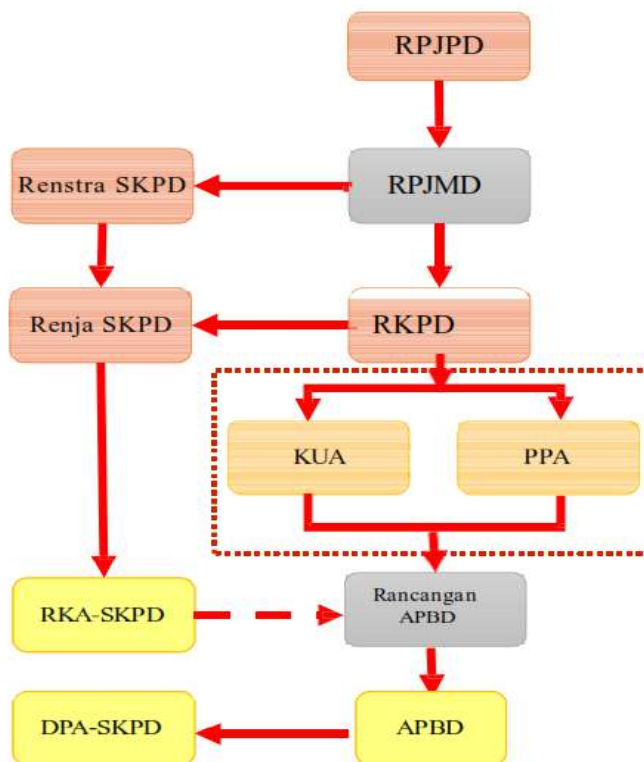 RPJPD
Renstra SKPD
RPJMD
Renja SKPD
RKPD
KUA
PPA
RKA-SKPD
Rancangan
APBD
DPA-SKPD
APBD